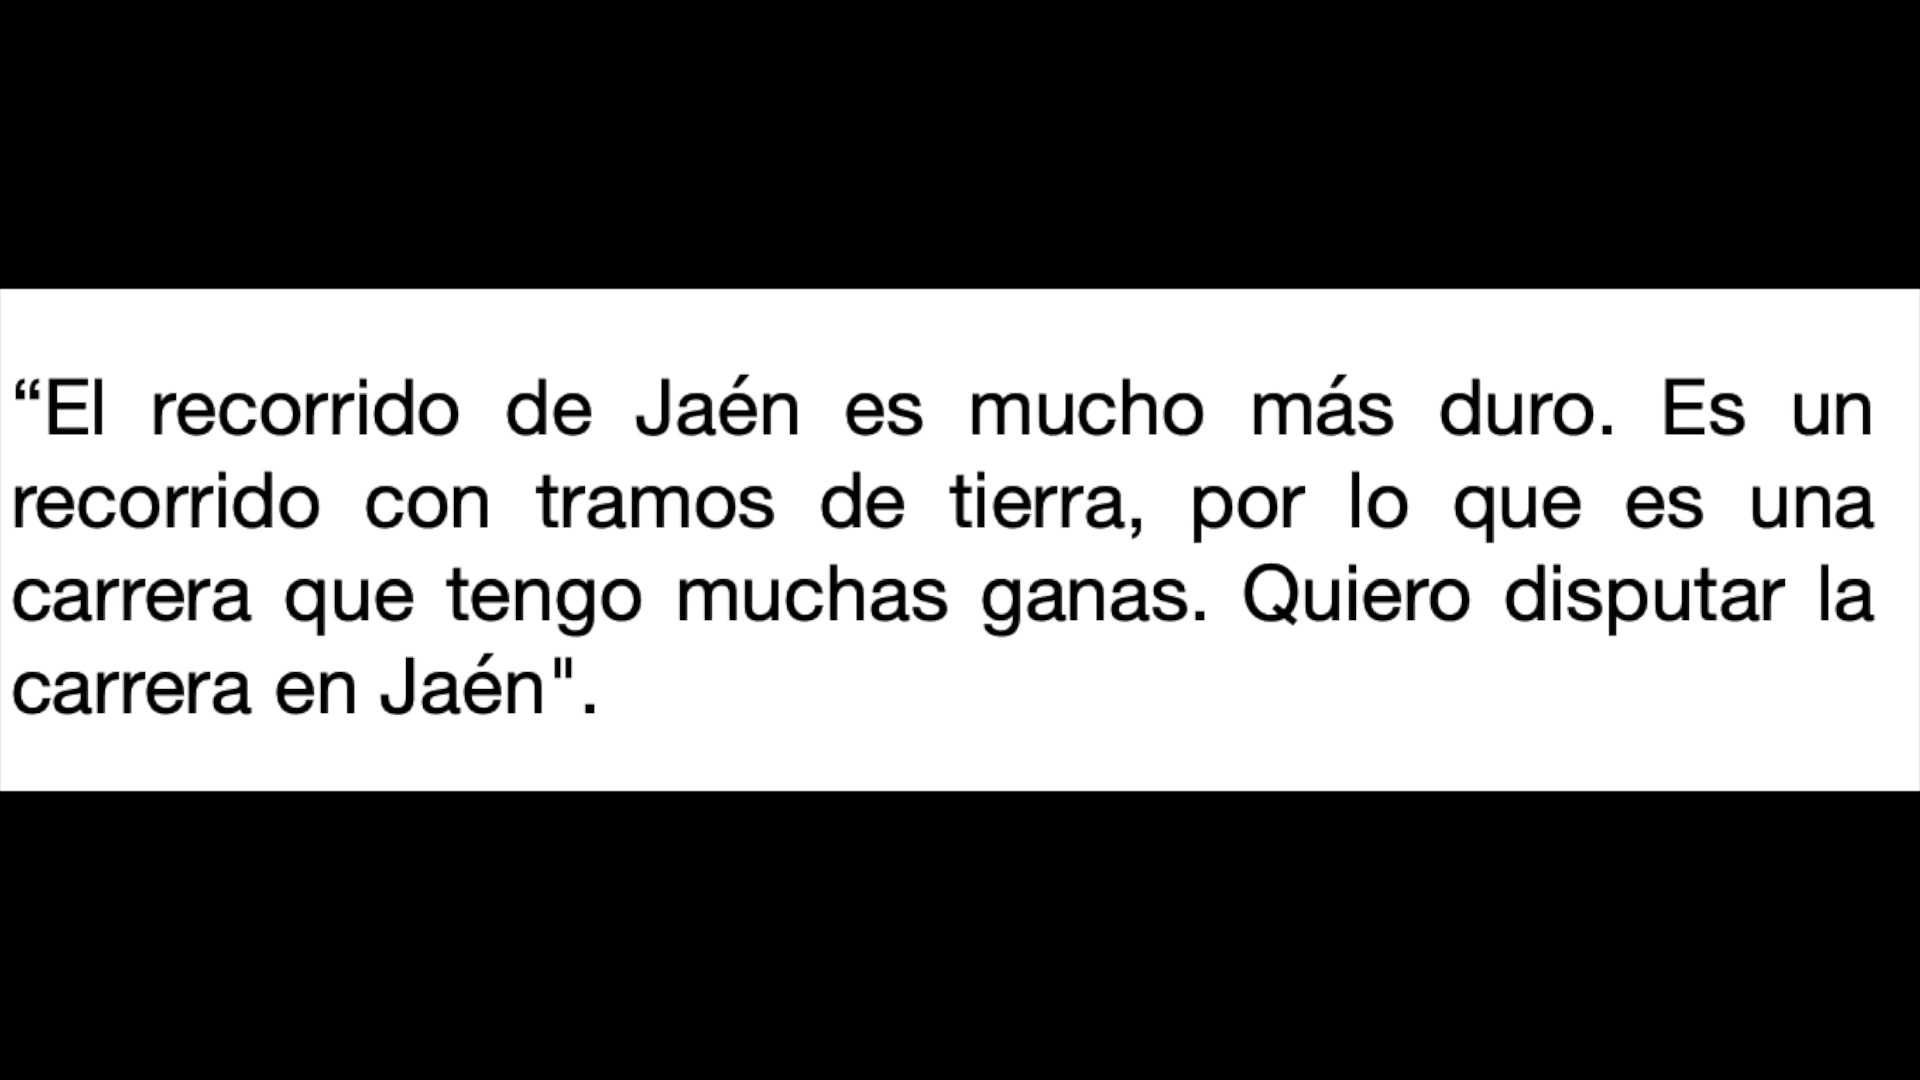 “El recorrido de Jaén es mucho más duro. Es un
recorrido con tramos de tierra, por lo que es una
carrera que tengo muchas ganas. Quiero disputar la
carrera en Jaén".